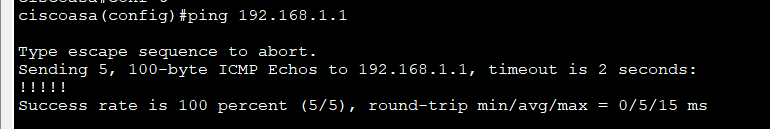 ciscoasa(config)#ping 192.168.1.1
Type escape sequence to abort.
Sending 5, 100-byte ICMP Echos to 192.168.1.1, timeout is 2 seconds:
!!!!!
Success rate is 100 percent (5/5), round-trip min/avg/max = 0/5/15 ms